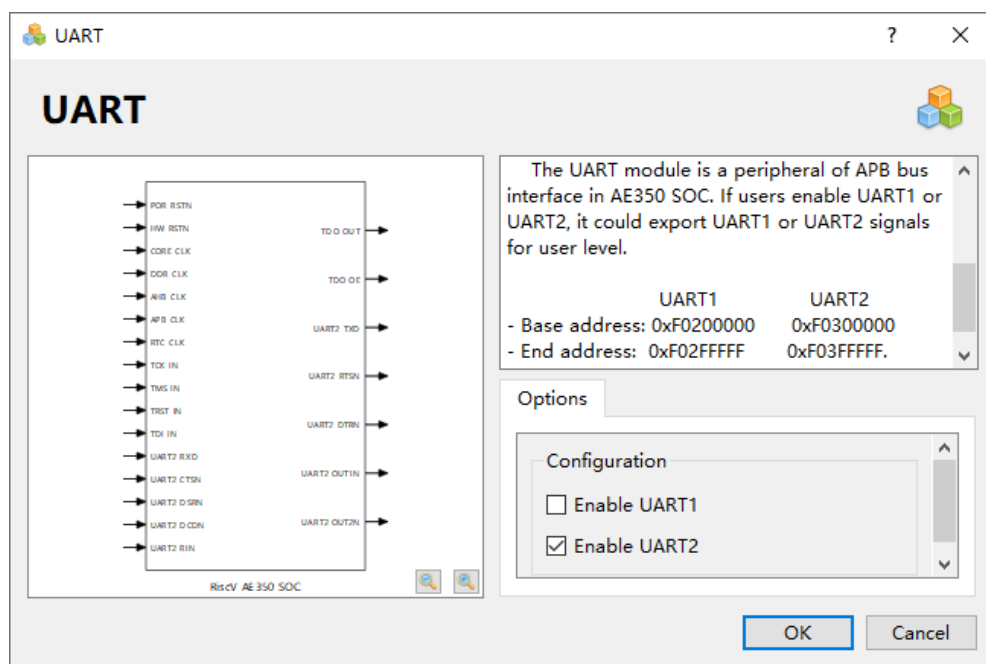 UART
?
UART
POR RSTN
HW RSTN
CORE CLK
DDR CLK
AHB CLK
APB CLK
RTC CLK
TCK IN
TMS IN
TRST IN
TDI IN
UART2 RXD
UART2 CTSN
UART2 DSRN
UART2 DCDN
UART2 RIN
TDO OUT
TDO OE
UART2 TXD
UART2 RTSN
UART2 DTRN
UART2 OUT1N
UART2 OUT2N
RiscV AE350 SOC
The UART module is a peripheral of APB bus
interface in AE350 SOC. If users enable UART1 or
UART2, it could export UART1 or UART2 signals
for user level.
UART1 UART2
- Base address: 0xF0200000 0xF0300000
- End address: 0xF02FFFFF 0xF03FFFFF.
Options
Configuration
Enable UART1
Enable UART2
OK Cancel